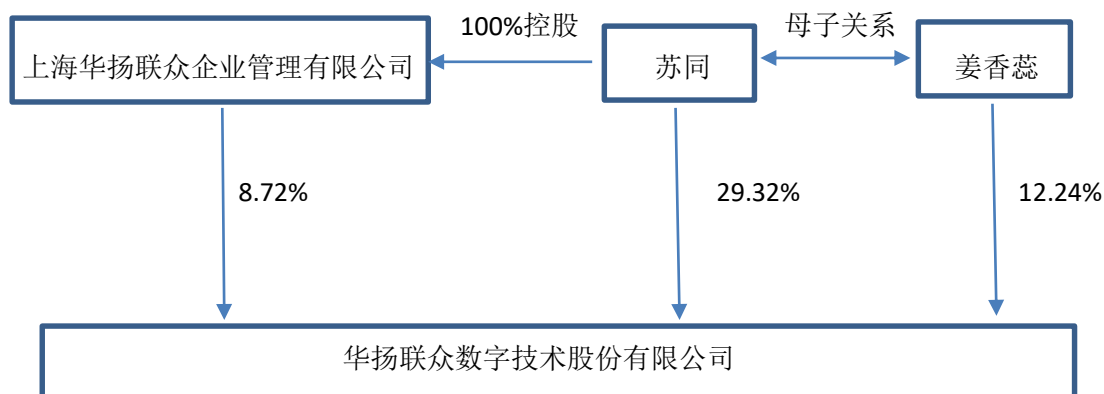 100%控股
母子关系
上海华扬联众企业管理有限公司
苏同
姜香蕊
8.72%
29.32%
12.24%
华扬联众数字技术股份有限公司